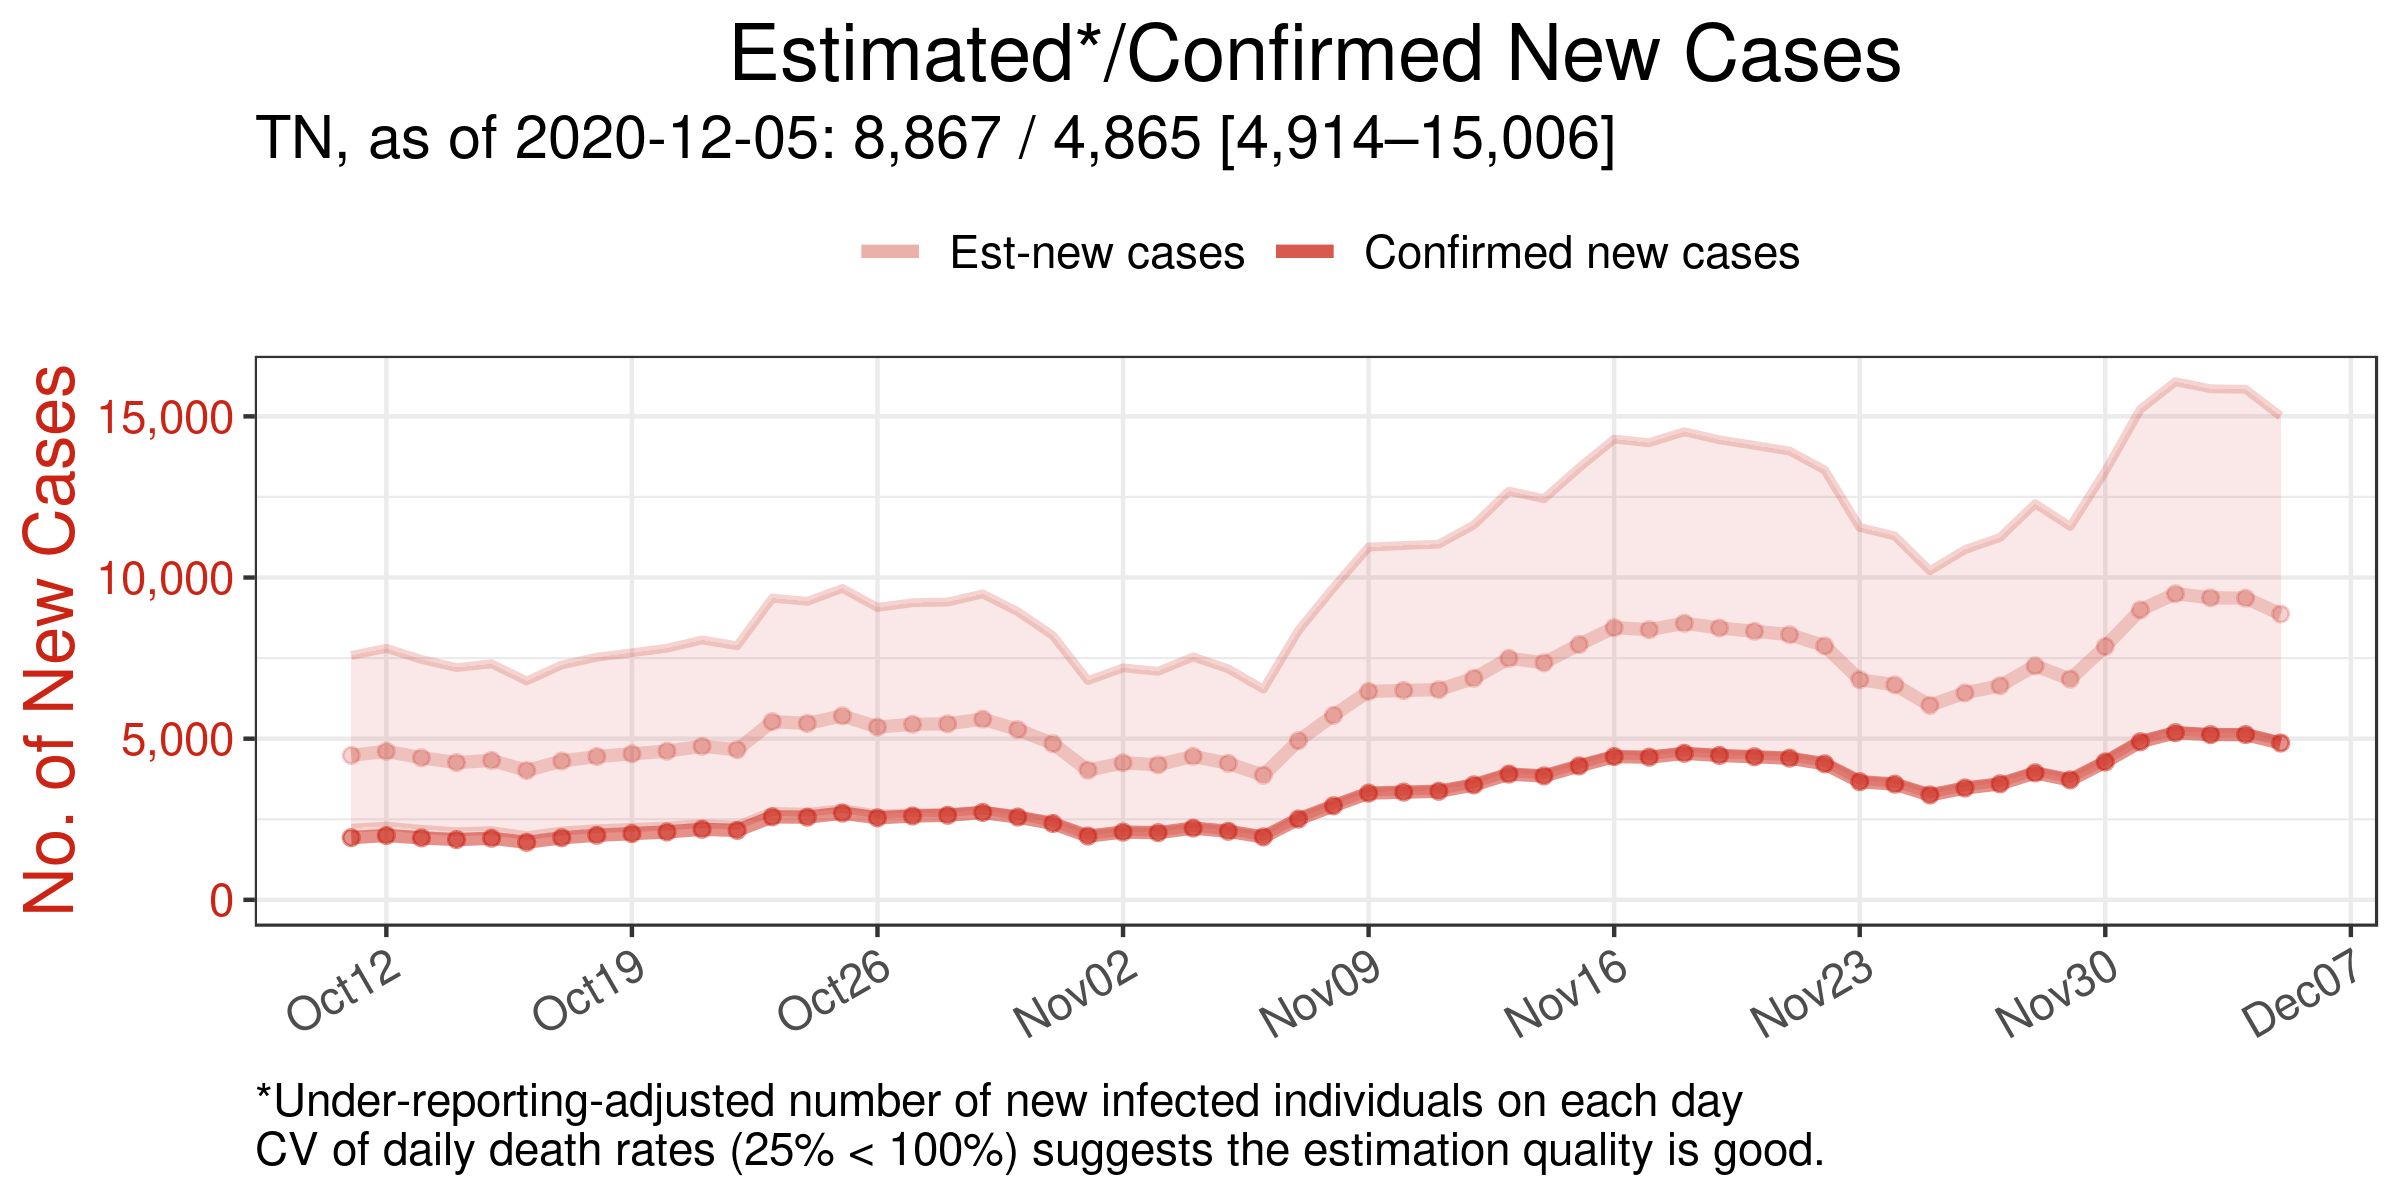 Estimated*/Confirmed New Cases
TN, as of 2020-12-05: 8,867 / 4,865 [4,914–15,006]
Est-new cases
Confirmed new cases
No. of New Cases
15,000
10,000
5,000
0
Oct12
Oct19
Oct26
Nov02
Nov09
Nov16
Nov23
Nov30
Dec07
*Under-reporting-adjusted number of new infected individuals on each day
CV of daily death rates (25% < 100%) suggests the estimation quality is good.